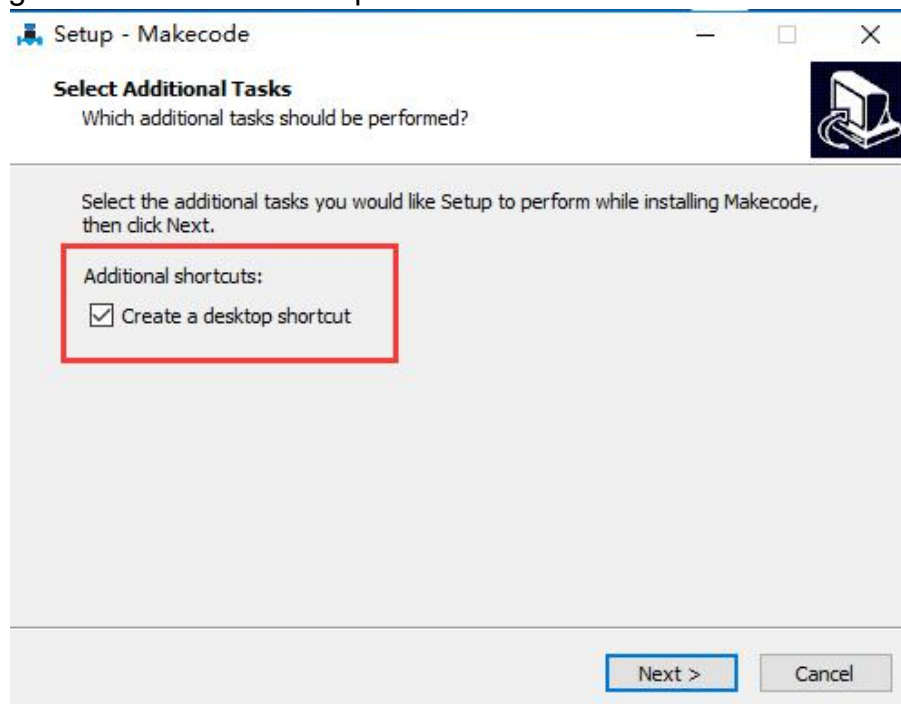 Setup - Makecode
Select Additional Tasks
Which additional tasks should be performed?
Select the additional tasks you would like Setup to perform while installing Makecode,
then click Next.
Additional shortcuts:
Create a desktop shortcut
Next >
Cancel